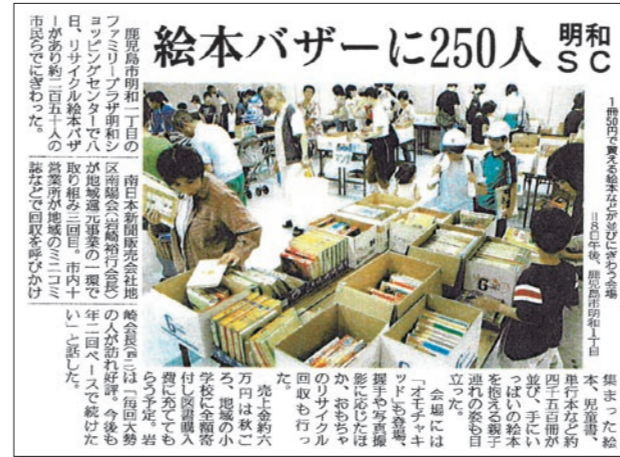 絵本バザーに250人
明和
SC
1冊50円で買える絵本などが並びにぎわう会場
＝8日午後、鹿児島市明和1丁目
鹿児島市明和一丁目の
ファミリープラザ明和シ
ョッピングセンターで八
日、リサイクル絵本バザ
ーがあり約二百五十人の
市民らでにぎわった。
南日本新聞販売会社地
区南陽会(岩崎裕行会長)
が地域還元事業の一環で
取り組み三回目。市内十
営業所が地域のミニコミ
誌などで回収を呼びかけ
集まった絵
本、児童書、
単行本など約
四千五百冊が
並び、手にい
っぱいの絵本
を抱える親子
連れの姿も目
立った。
会場には
「オモチャキ
ッド」も登場、
握手や写真撮
影に応じたほ
か、おもちゃ
のリサイクル
回収も行っ
た。
売上金約六
万円は秋ご
ろ、地域の小
学校に全額寄
付し図書購入
費に充てても
らう予定。岩
崎会長は「毎回大勢
の人が訪れ好評。今後も
年二回ペースで続けた
い」と話した。